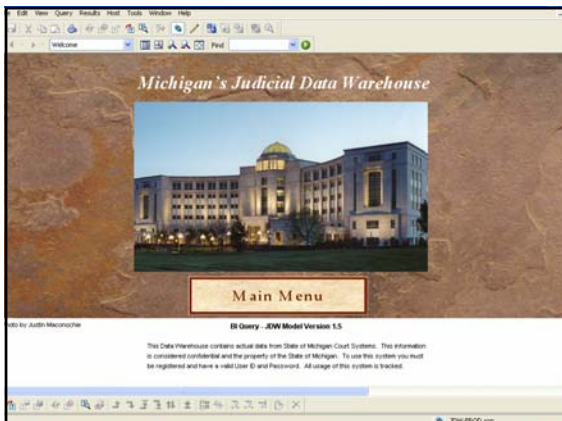 Edit View Query Results Host Tools Window Help
Welcome Find
Michigan's Judicial Data Warehouse
Main Menu
oto by Justin Maconochie
BI Query - JDW Model Version 1.5
This Data Warehouse contains actual data from State of Michigan Court Systems. This information
is considered confidential and the property of the State of Michigan. To use this system you must
be registered and have a valid User ID and Password. All usage of this system is tracked.